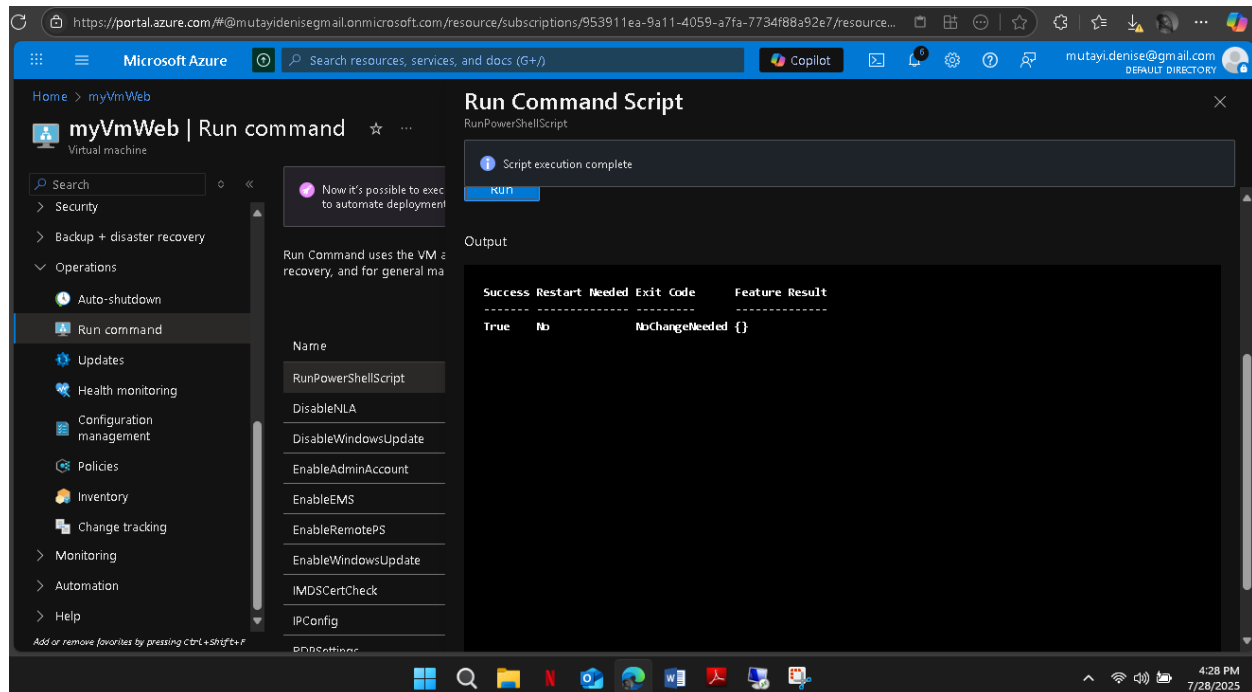 https://portal.azure.com/#@mutayidenisegmail.onmicrosoft.com/resource/subscriptions/953911ea-9a11-4059-a7fa-7734f88a92e7/resource...
Microsoft Azure
Search resources, services, and docs (G+/)
Copilot
6
mutayi.denise@gmail.com
DEFAULT DIRECTORY
Home > myVmWeb
myVmWeb | Run command
Virtual machine
Search
Security
Backup + disaster recovery
Operations
Auto-shutdown
Run command
Updates
Health monitoring
Configuration
management
Policies
Inventory
Change tracking
Monitoring
Automation
Help
Add or remove favorites by pressing Ctrl+Shift+F
Now it's possible to exec
to automate deployment
Run Command uses the VM a
recovery, and for general ma
Name
RunPowerShellScript
DisableNLA
DisableWindowsUpdate
EnableAdminAccount
EnableEMS
EnableRemotePS
EnableWindowsUpdate
IMDSCertCheck
IPConfig
RDPSettings
Run Command Script
RunPowerShellScript
Script execution complete
Run
Output
Success Restart Needed Exit Code Feature Result
------- -------------- --------- --------------
True No NoChangeNeeded {}
4:28 PM
7/28/2025